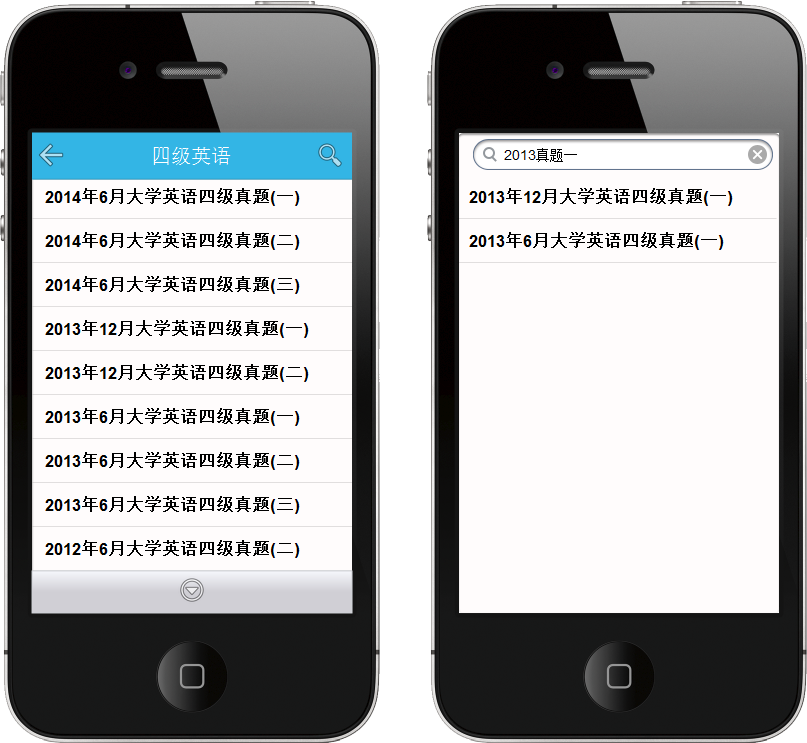 四级英语
2014年6月大学英语四级真题(一)
2014年6月大学英语四级真题(二)
2014年6月大学英语四级真题(三)
2013年12月大学英语四级真题(一)
2013年12月大学英语四级真题(二)
2013年6月大学英语四级真题(一)
2013年6月大学英语四级真题(二)
2013年6月大学英语四级真题(三)
2012年6月大学英语四级真题(二)
2013真题一
2013年12月大学英语四级真题(一)
2013年6月大学英语四级真题(一)